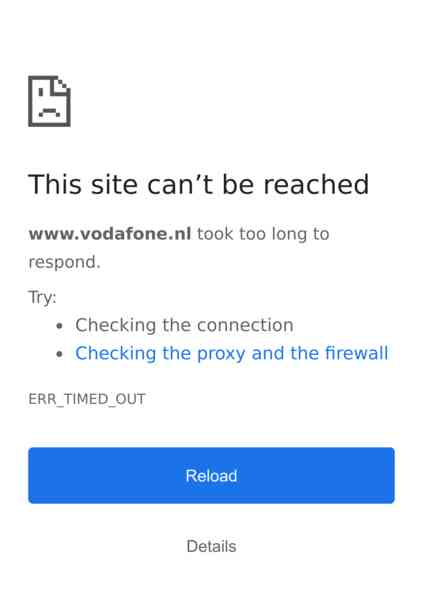 This site can’t be reached
www.vodafone.nl took too long to
respond.
Try:
• Checking the connection
• Checking the proxy and the firewall
ERR_TIMED_OUT
Reload
Details